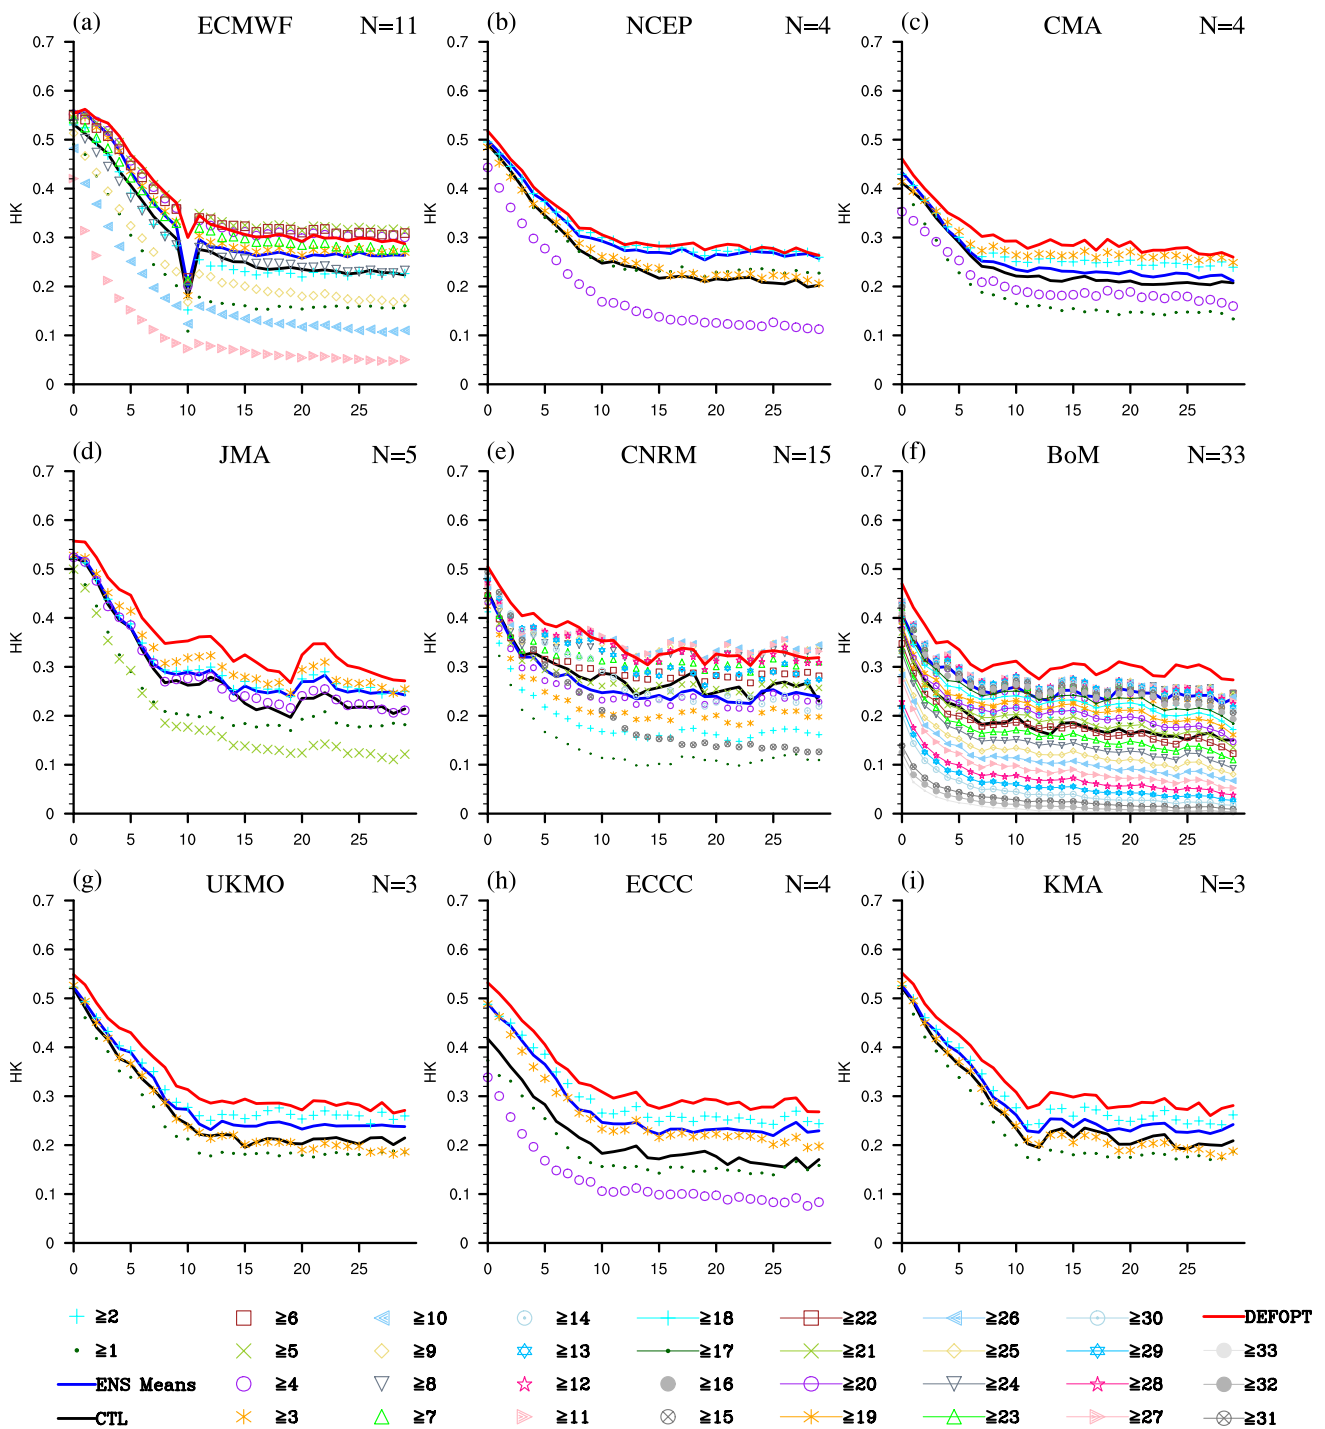 (a) ECMWF N=11
(b) NCEP N=4
(c) CMA N=4
0.7 0.7 0.7
0.6 0.6 0.6
0.5 0.5 0.5
0.4 0.4 0.4
HK HK HK
0.3 0.3 0.3
0.2 0.2 0.2
0.1 0.1 0.1
0 0 0
0 5 10 15 20 25 0 5 10 15 20 25 0 5 10 15 20 25
(d) JMA N=5
(e) CNRM N=15
(f) BoM N=33
0.7 0.7 0.7
0.6 0.6 0.6
0.5 0.5 0.5
0.4 0.4 0.4
HK HK HK
0.3 0.3 0.3
0.2 0.2 0.2
0.1 0.1 0.1
0 0 0
0 5 10 15 20 25 0 5 10 15 20 25 0 5 10 15 20 25
(g) UKMO N=3
(h) ECCC N=4
(i) KMA N=3
0.7 0.7 0.7
0.6 0.6 0.6
0.5 0.5 0.5
0.4 0.4 0.4
HK HK HK
0.3 0.3 0.3
0.2 0.2 0.2
0.1 0.1 0.1
0 0 0
0 5 10 15 20 25 0 5 10 15 20 25 0 5 10 15 20 25
≧2 ≧6 ≧10 ≧14 ≧18 ≧22 ≧26 ≧30 DEFOPT
≧1 ≧5 ≧9 ≧13 ≧17 ≧21 ≧25 ≧29 ≧33
ENS Means ≧4 ≧8 ≧12 ≧16 ≧20 ≧24 ≧28 ≧32
CTL ≧3 ≧7 ≧11 ≧15 ≧19 ≧23 ≧27 ≧31